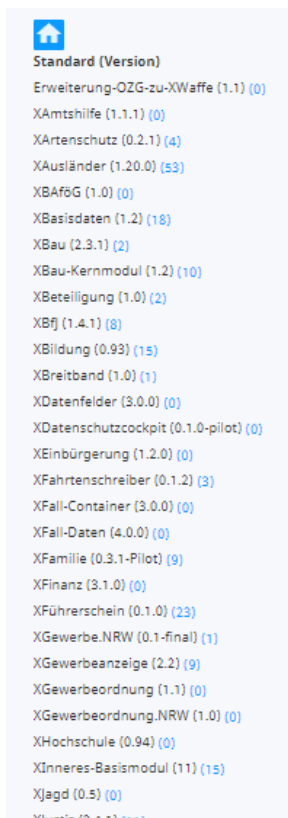 Standard (Version)
Erweiterung-OZG-zu-XWaffe (1.1) (0)
XAmtshilfe (1.1.1) (0)
XArtenschutz (0.2.1) (4)
XAusländer (1.20.0) (53)
XBAföG (1.0) (0)
XBasisdaten (1.2) (18)
XBau (2.3.1) (2)
XBau-Kernmodul (1.2) (10)
XBeteiligung (1.0) (2)
XBfJ (1.4.1) (8)
XBildung (0.93) (15)
XBreitband (1.0) (1)
XDatenfelder (3.0.0) (0)
XDatenschutzcockpit (0.1.0-pilot) (0)
XEinbürgerung (1.2.0) (0)
XFahrtenschreiber (0.1.2) (3)
XFall-Container (3.0.0) (0)
XFall-Daten (4.0.0) (0)
XFamilie (0.3.1-Pilot) (9)
XFinanz (3.1.0) (0)
XFührerschein (0.1.0) (23)
XGewerbe.NRW (0.1-final) (1)
XGewerbeanzeige (2.2) (9)
XGewerbeordnung (1.1) (0)
XGewerbeordnung.NRW (1.0) (0)
XHochschule (0.94) (0)
XInneres-Basismodul (11) (15)
XJagd (0.5) (0)